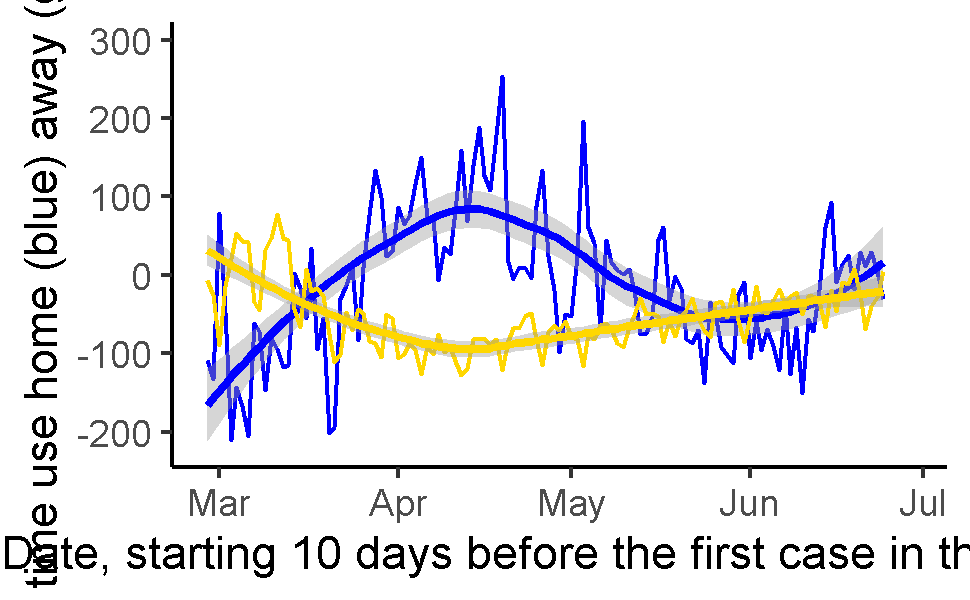 time use home (blue) away (
300
200
100
0
-100
-200
Mar Apr May Jun Jul
Date, starting 10 days before the first case in th